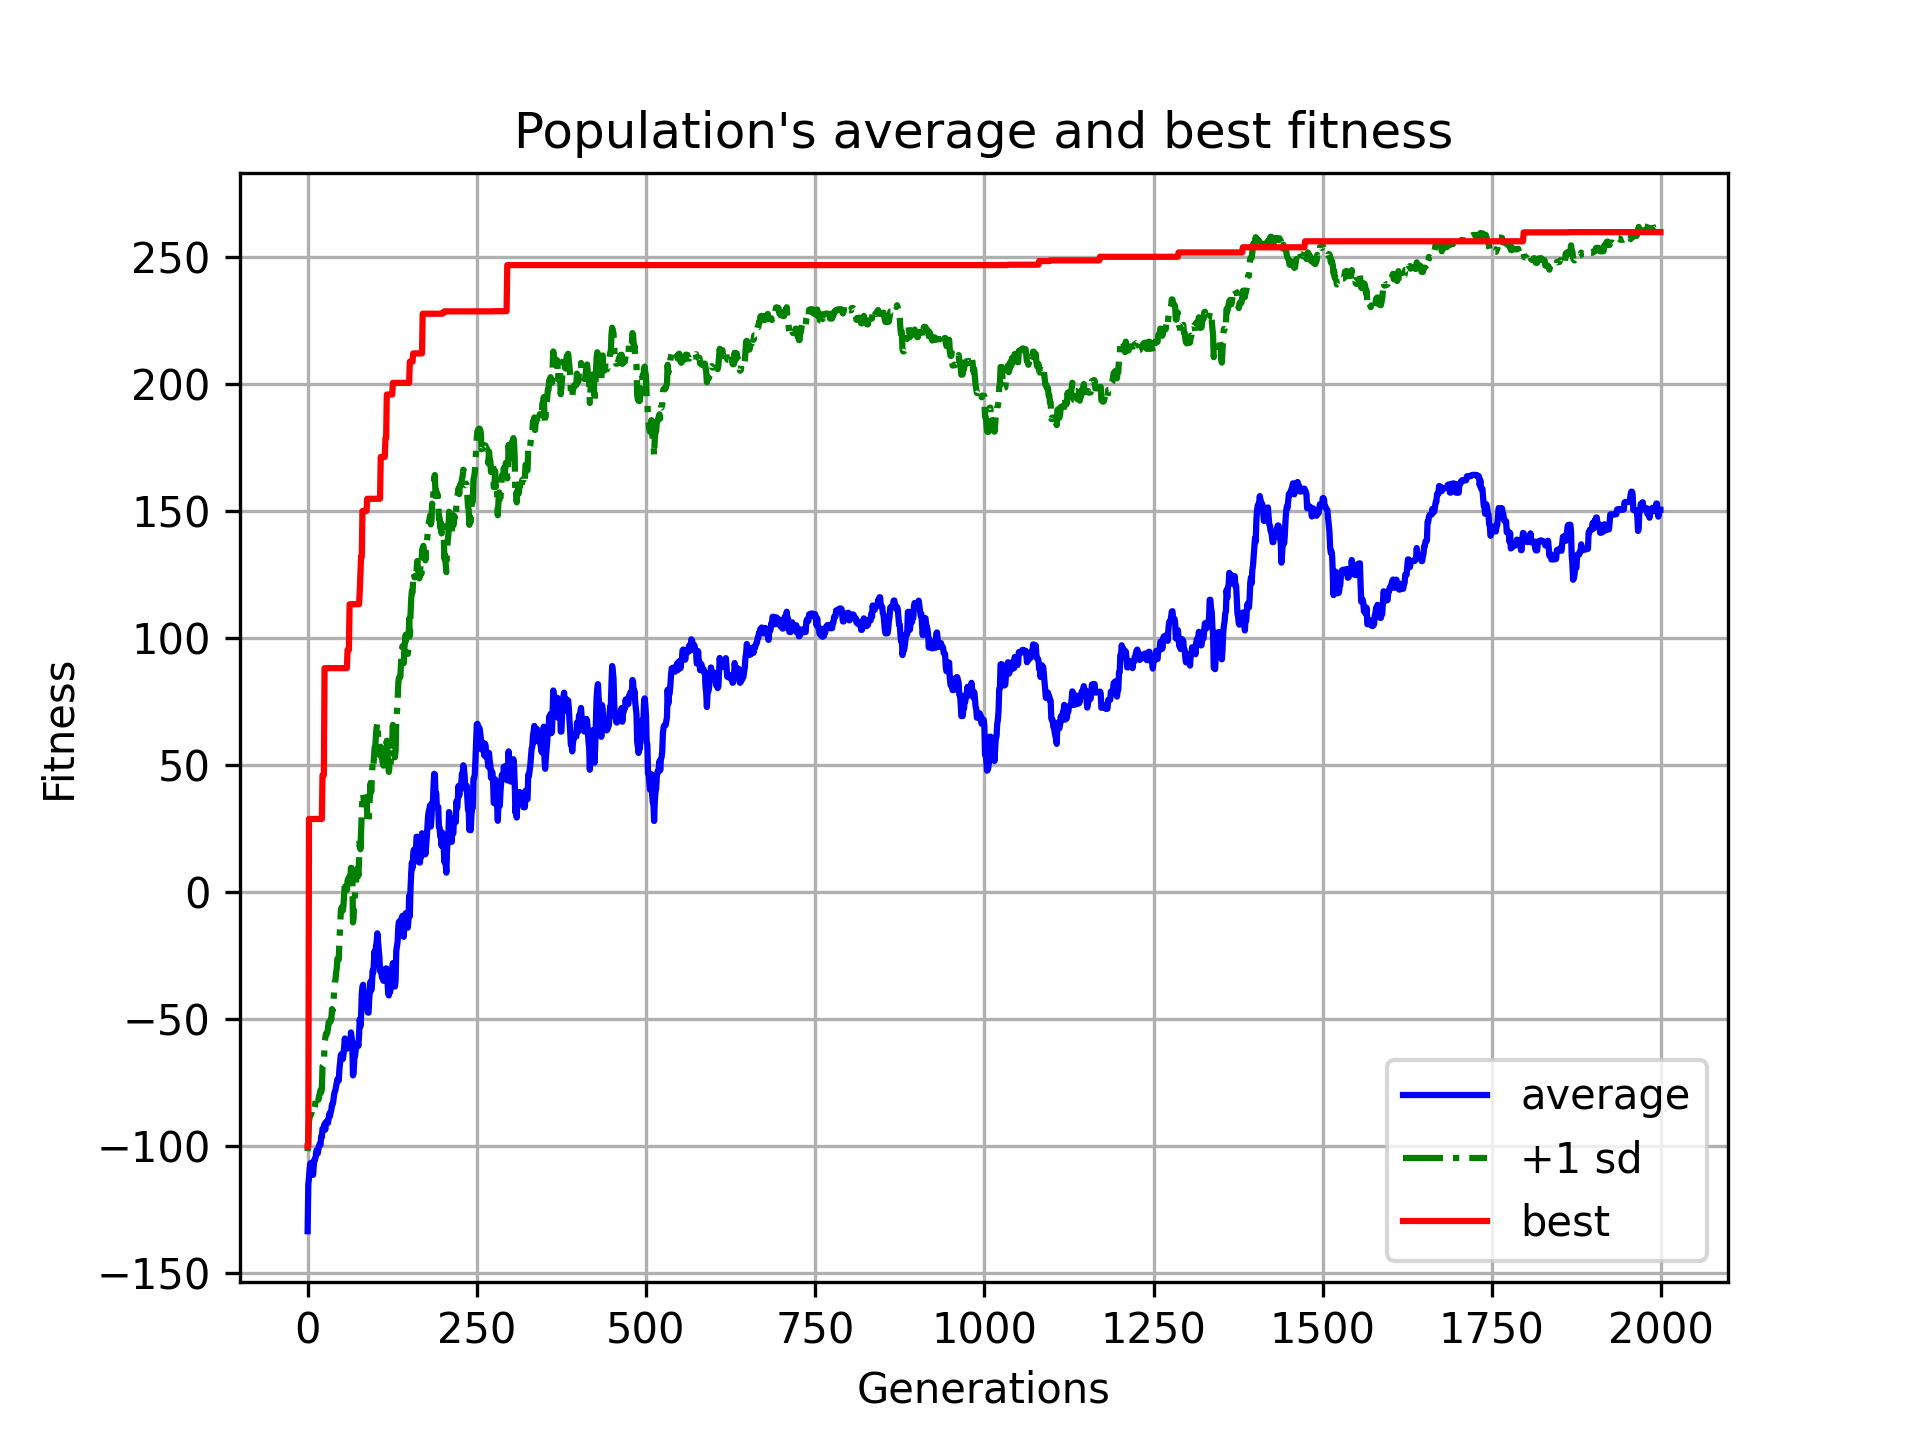 Population's average and best fitness
Fitness
250
200
150
100
50
0
−50
−100
−150
0 250 500 750 1000 1250 1500 1750 2000
Generations
average
+1 sd
best